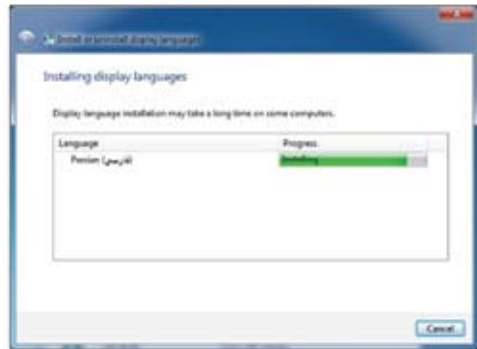 Install or uninstall display languages
Installing display languages
Display language installation may take a long time on some computers.
Language Progress
Persian (فارسی) Installing
Cancel